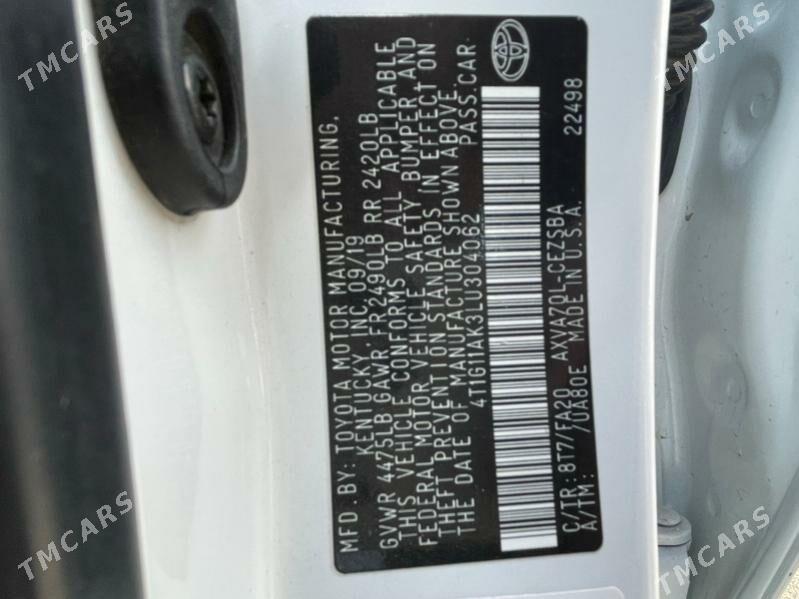 MFD. BY: TOYOTA MOTOR MANUFACTURING,
KENTUCKY, INC. 09/19
GVWR 4475LB GAWR FR2490LB RR 2420LB
THIS VEHICLE CONFORMS TO ALL APPLICABLE
FEDERAL MOTOR VEHICLE SAFETY, BUMPER AND
THEFT PREVENTION STANDARDS IN EFFECT ON
THE DATE OF MANUFACTURE SHOWN ABOVE.
4T1G11AK3LU304062 PASS.CAR
C/TR: 8T7/FA20 AXVA70L-CEZSBA 22498
A/TM: /UA80E MADE IN U.S.A.
TMCARS
TMCARS
TMCARS
TMCARS
TMCARS